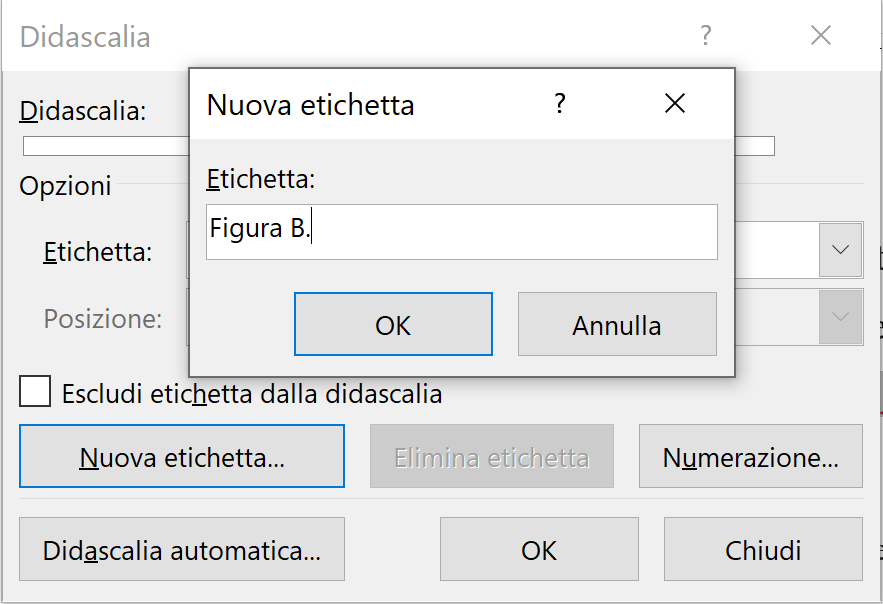 Didascalia
Nuova etichetta
Didascalia:
Etichetta:
Opzioni
Figura B.
Etichetta:
Posizione:
OK Annulla
Escludi etichetta dalla didascalia
Nuova etichetta... Elimina etichetta Numerazione...
Didascalia automatica... OK Chiudi